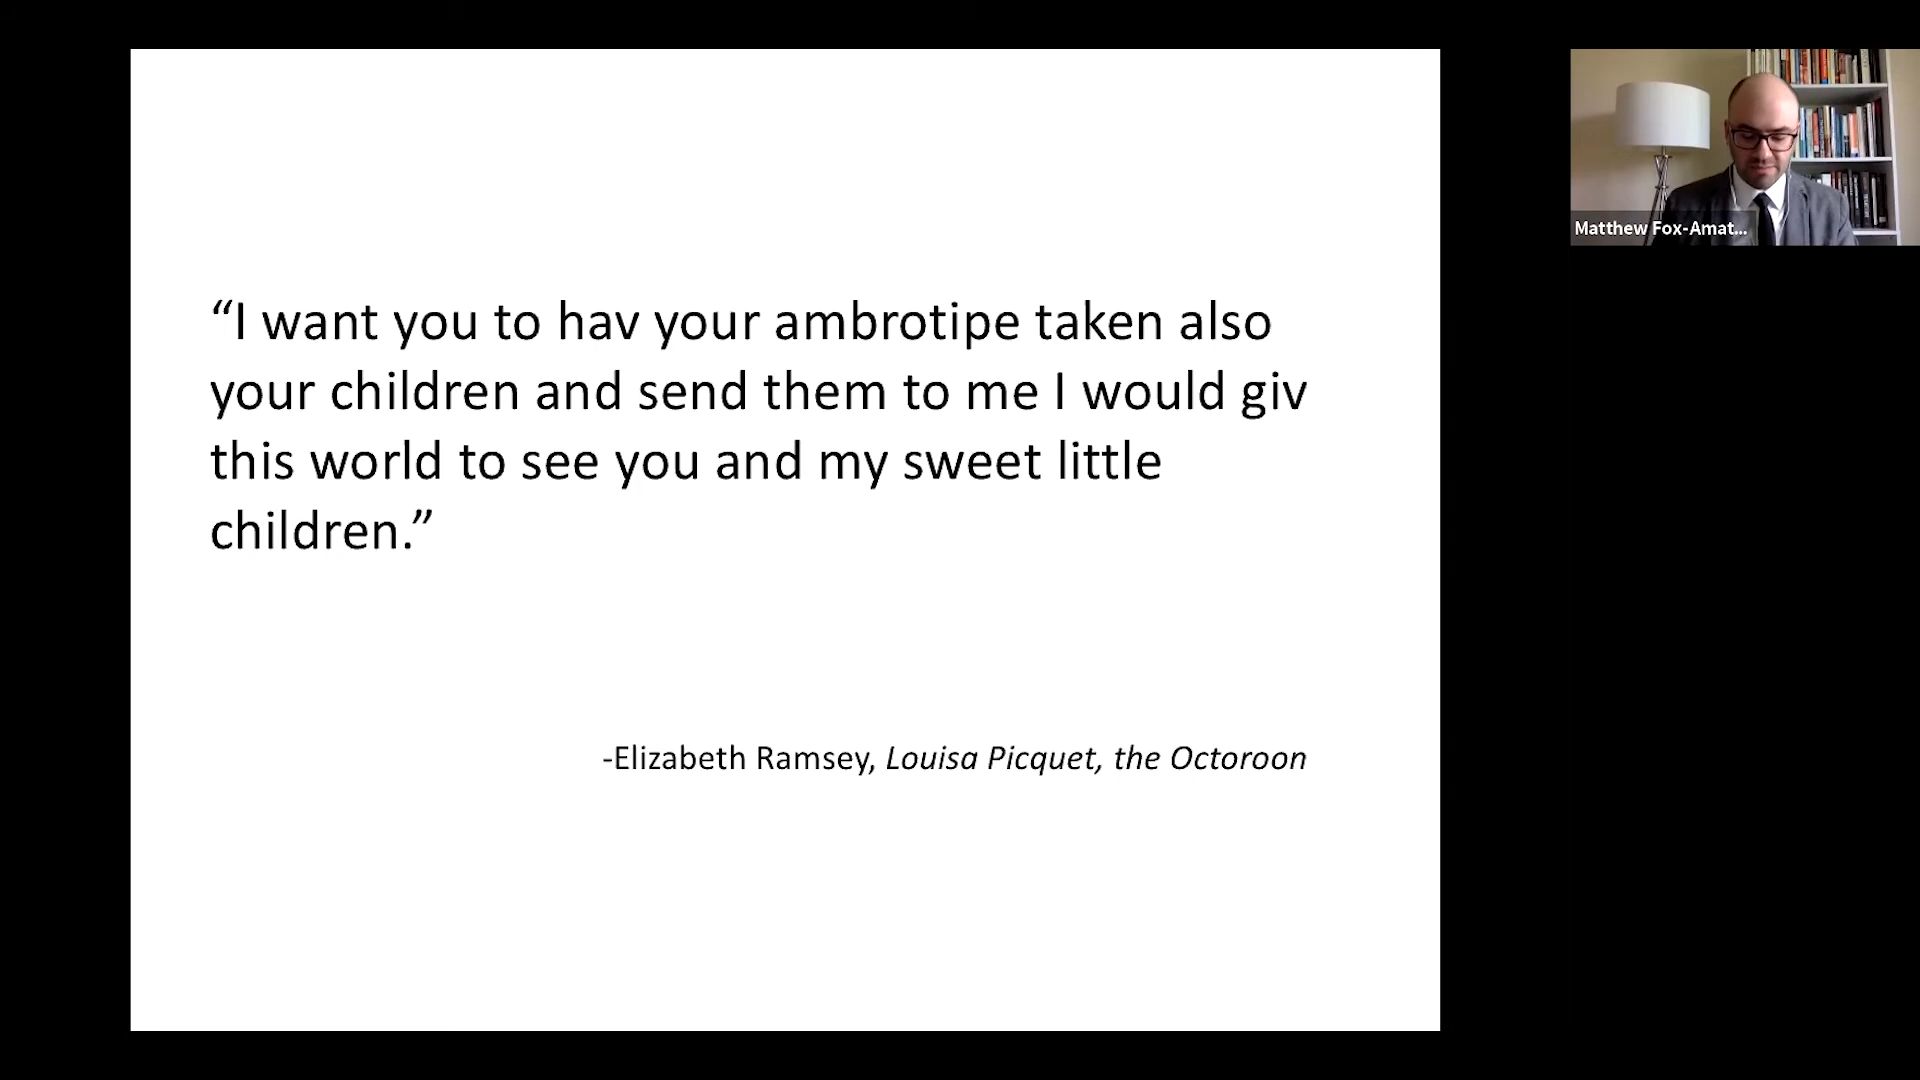 “I want you to hav your ambrotipe taken also
your children and send them to me I would giv
this world to see you and my sweet little
children.”
-Elizabeth Ramsey, Louisa Picquet, the Octoroon
Matthew Fox-Amat...